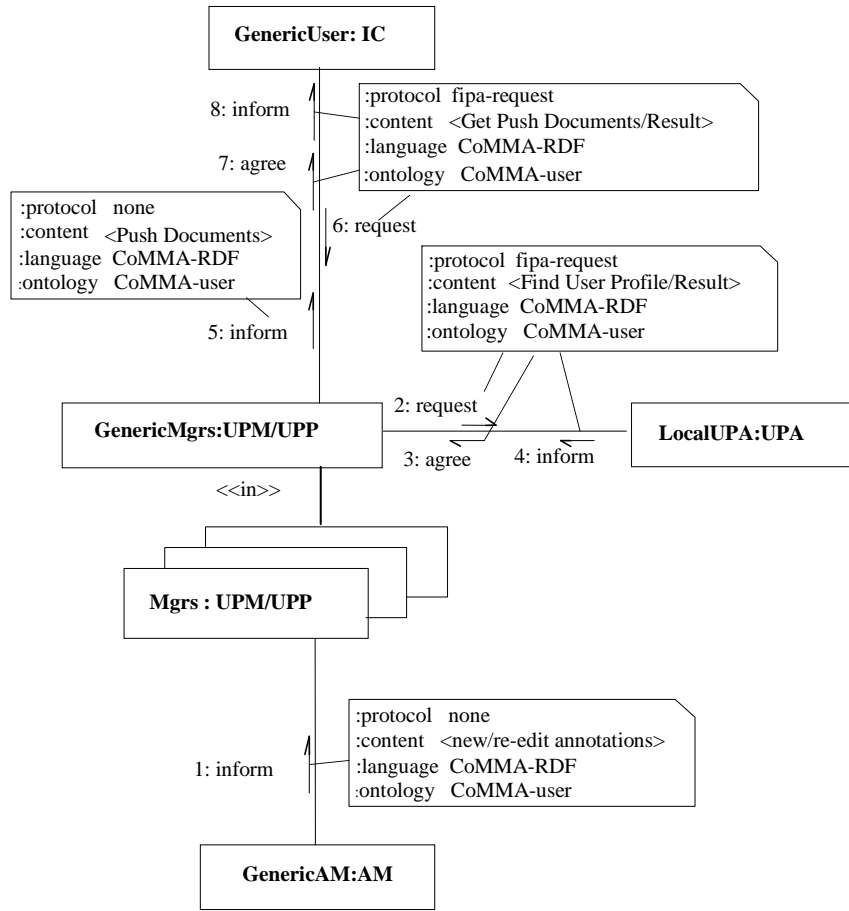 GenericUser: IC
8: inform
:protocol fipa-request
:content <Get Push Documents/Result>
:language CoMMA-RDF
:ontology CoMMA-user
7: agree
6: request
:protocol none
:content <Push Documents>
:language CoMMA-RDF
:ontology CoMMA-user
5: inform
:protocol fipa-request
:content <Find User Profile/Result>
:language CoMMA-RDF
:ontology CoMMA-user
GenericMgrs:UPM/UPP
2: request
3: agree
4: inform
LocalUPA:UPA
<<in>>
Mgrs : UPM/UPP
1: inform
:protocol none
:content <new/re-edit annotations>
:language CoMMA-RDF
:ontology CoMMA-user
GenericAM:AM